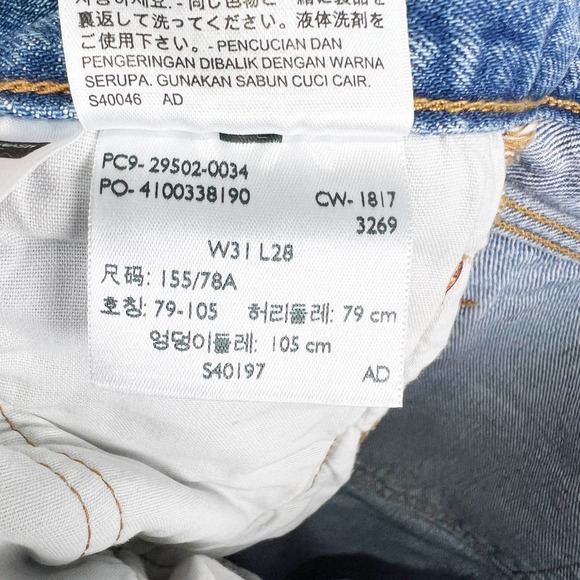 裏返して洗ってください。液体洗剤を
ご使用下さい。- PENCUCIAN DAN
PENGERINGAN DIBALIK DENGAN WARNA
SERUPA. GUNAKAN SABUN CUCI CAIR.
S40046 AD
PC9- 29502-0034
PO- 4100338190 CW- 1817
3269
W31 L28
尺码: 155/78A
호칭: 79-105 허리둘레: 79 cm
엉덩이둘레: 105 cm
S40197 AD